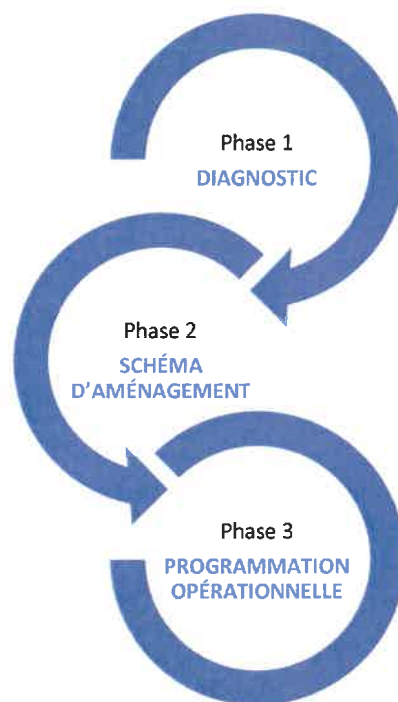 Phase 1
DIAGNOSTIC
Phase 2
SCHÉMA
D'AMÉNAGEMENT
Phase 3
PROGRAMMATION
OPÉRATIONNELLE